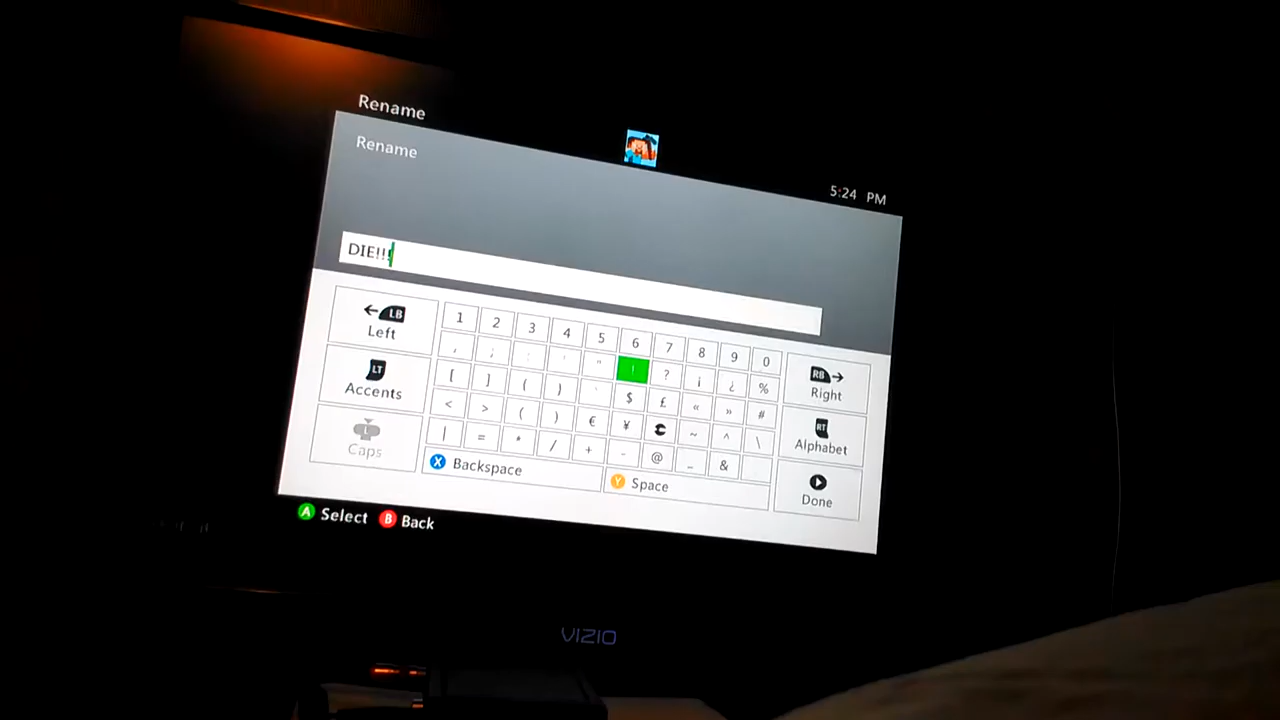 Rename
Rename
5:24 PM
DIE!!!
LB
Left
1 2 3 4 5 6 7 8 9 0
RB
Right
, ; : ' " ! ? ¡ ¿ %
LT
Accents
[ ] { } ` $ £ « » #
RT
Alphabet
< > ( ) € ¥ ~ ^ \
L
Caps
| = * / + - @ _ &
X Backspace
Y Space
Done
A Select B Back
VIZIO